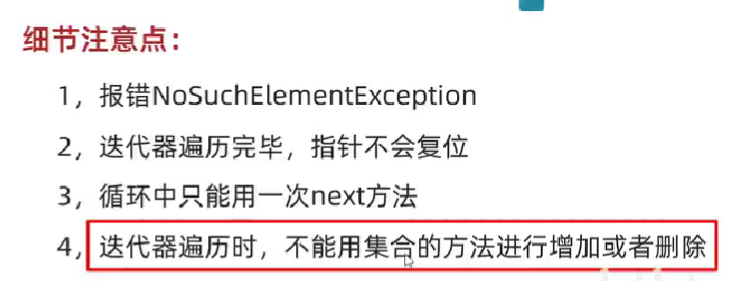 细节注意点：
1，报错NoSuchElementException
2，迭代器遍历完毕，指针不会复位
3，循环中只能用一次next方法
4，迭代器遍历时，不能用集合的方法进行增加或者删除